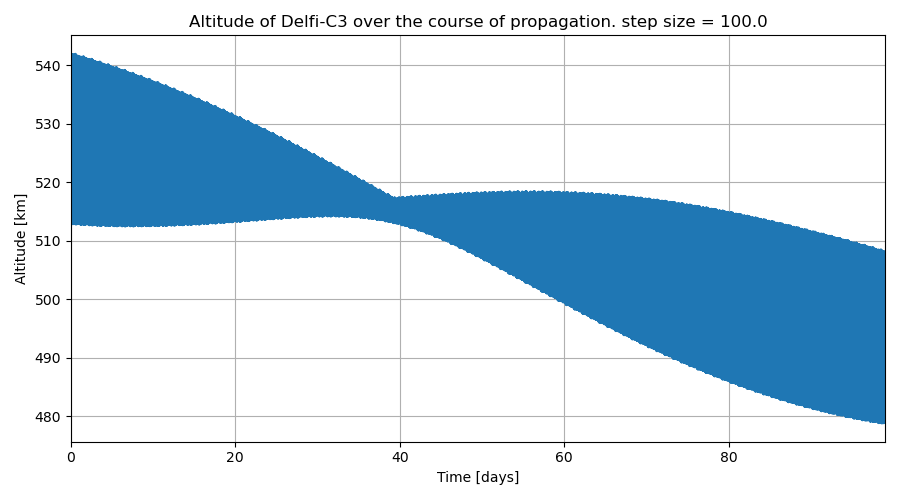 Altitude of Delfi-C3 over the course of propagation. step size = 100.0
540
530
520
510
500
490
480
Altitude [km]
0 20 40 60 80
Time [days]